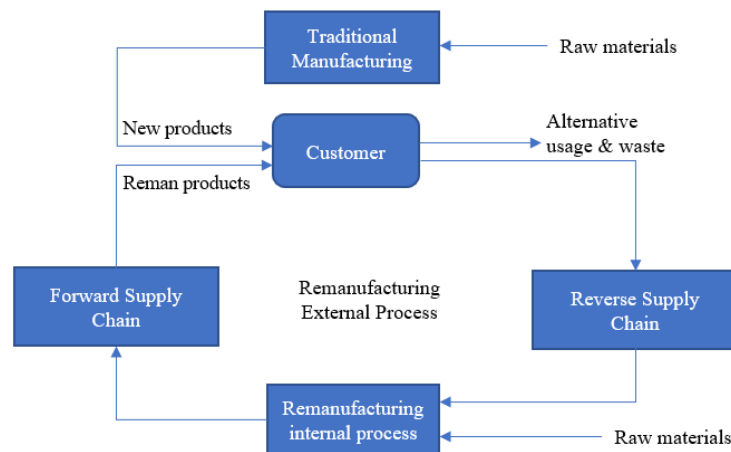 Traditional
Manufacturing
Raw materials
New products
Customer
Alternative
usage & waste
Reman products
Forward Supply
Chain
Remanufacturing
External Process
Reverse Supply
Chain
Remanufacturing
internal process
Raw materials